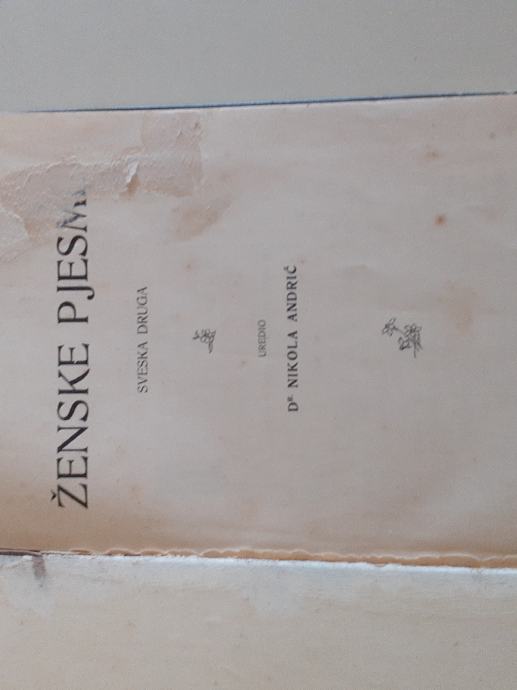 ŽENSKE PJESM
SVESKA DRUGA
UREDIO
Dr. NIKOLA ANDRIĆ